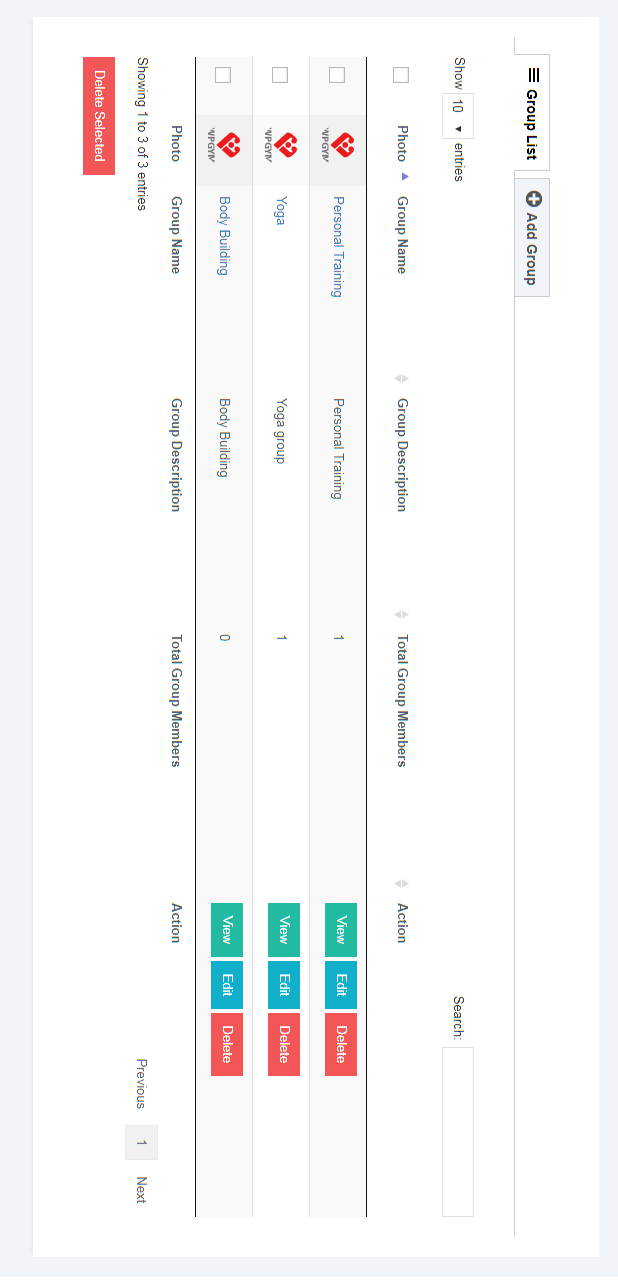 Group List Add Group
Show 10 entries Search:
Photo Group Name Group Description Total Group Members Action
WPGYM Personal Training Personal Training 1 View Edit Delete
WPGYM Yoga Yoga group 1 View Edit Delete
WPGYM Body Building Body Building 0 View Edit Delete
Photo Group Name Group Description Total Group Members Action
Showing 1 to 3 of 3 entries Previous 1 Next
Delete Selected